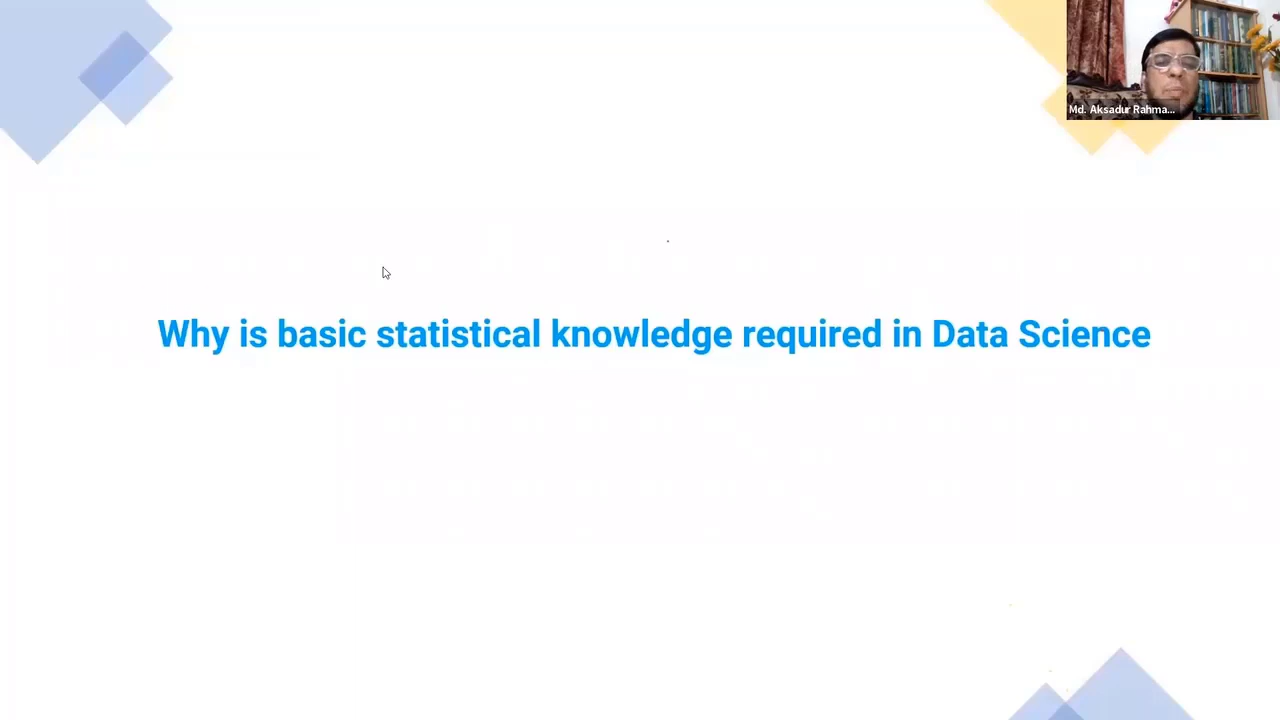 Md. Aksadur Rahma...
Why is basic statistical knowledge required in Data Science